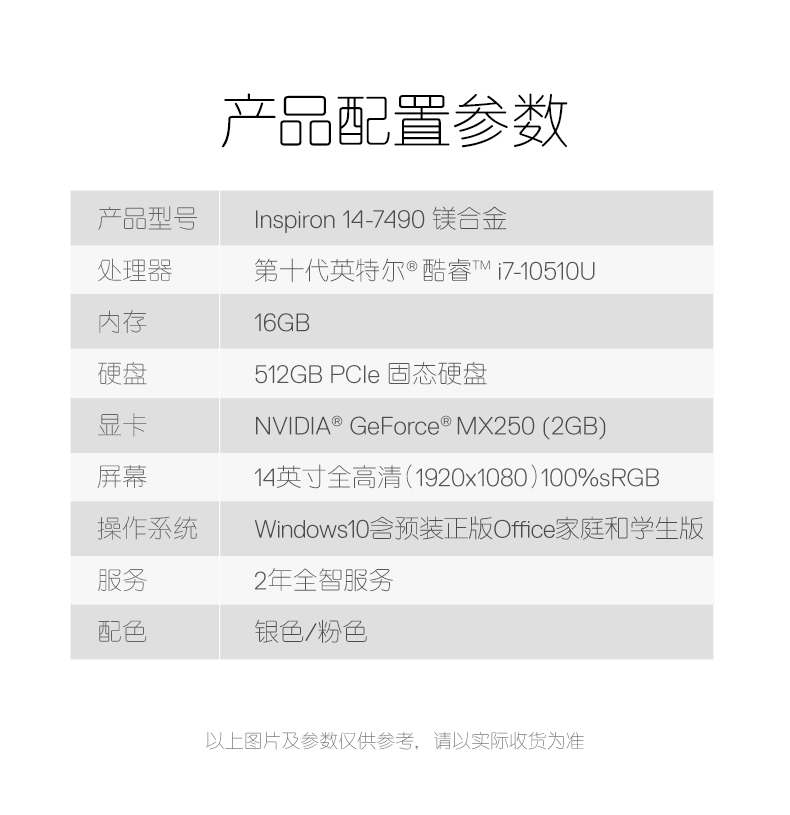 产品配置参数
产品型号 Inspiron 14-7490 镁合金
处理器 第十代英特尔® 酷睿™ i7-10510U
内存 16GB
硬盘 512GB PCIe 固态硬盘
显卡 NVIDIA® GeForce® MX250 (2GB)
屏幕 14英寸全高清(1920x1080)100%sRGB
操作系统 Windows10含预装正版Office家庭和学生版
服务 2年全智服务
配色 银色/粉色
以上图片及参数仅供参考，请以实际收货为准